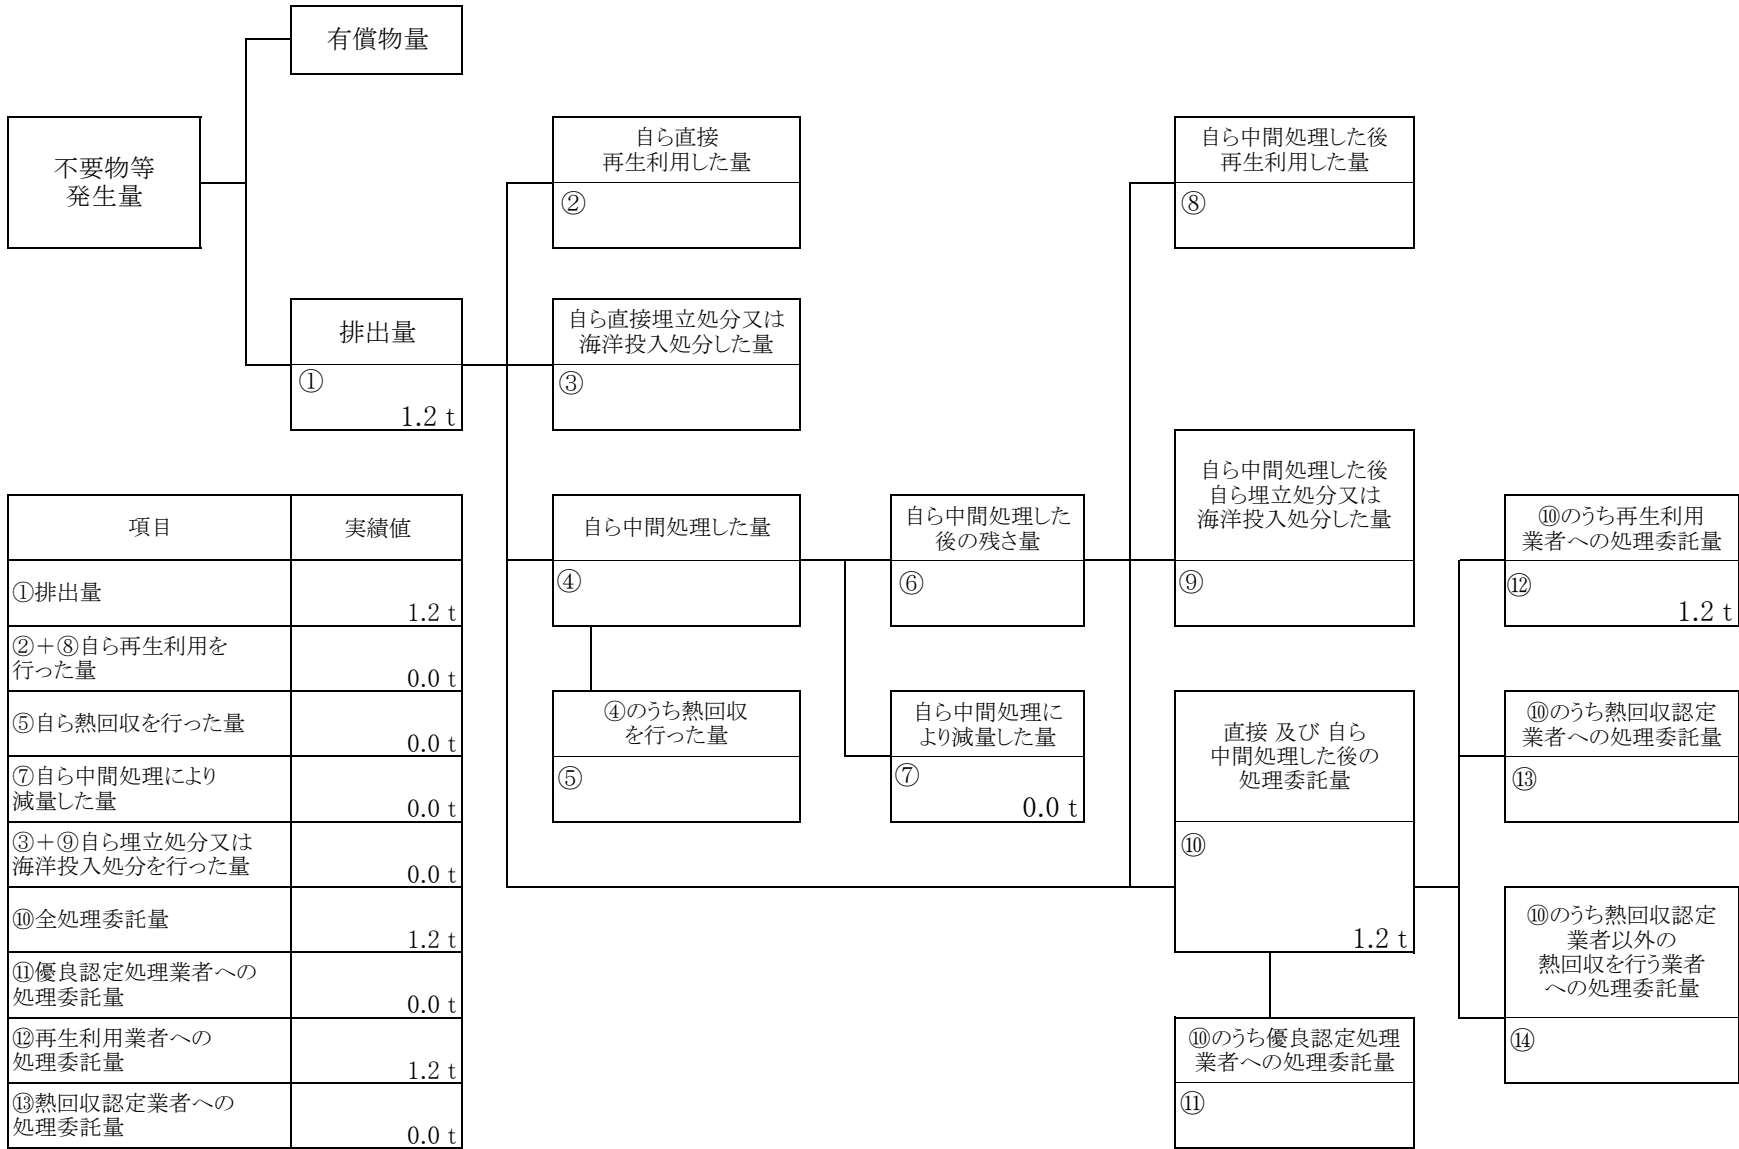 有償物量
不要物等
発生量
自ら直接
再生利用した量
②
自ら中間処理した後
再生利用した量
⑧
排出量
①
1.2 t
自ら直接埋立処分又は
海洋投入処分した量
③
自ら中間処理した量
④
自ら中間処理した
後の残さ量
⑥
自ら中間処理した後
自ら埋立処分又は
海洋投入処分した量
⑨
⑩のうち再生利用
業者への処理委託量
⑫
1.2 t
④のうち熱回収
を行った量
⑤
自ら中間処理に
より減量した量
⑦
0.0 t
直接 及び 自ら
中間処理した後の
処理委託量
⑩
1.2 t
⑩のうち熱回収認定
業者への処理委託量
⑬
⑩のうち熱回収認定
業者以外の
熱回収を行う業者
への処理委託量
⑭
⑩のうち優良認定処理
業者への処理委託量
⑪
項目 実績値
①排出量
1.2 t
②+⑧自ら再生利用を
行った量
0.0 t
⑤自ら熱回収を行った量
0.0 t
⑦自ら中間処理により
減量した量
0.0 t
③+⑨自ら埋立処分又は
海洋投入処分を行った量
0.0 t
⑩全処理委託量
1.2 t
⑪優良認定処理業者への
処理委託量
0.0 t
⑫再生利用業者への
処理委託量
1.2 t
⑬熱回収認定業者への
処理委託量
0.0 t